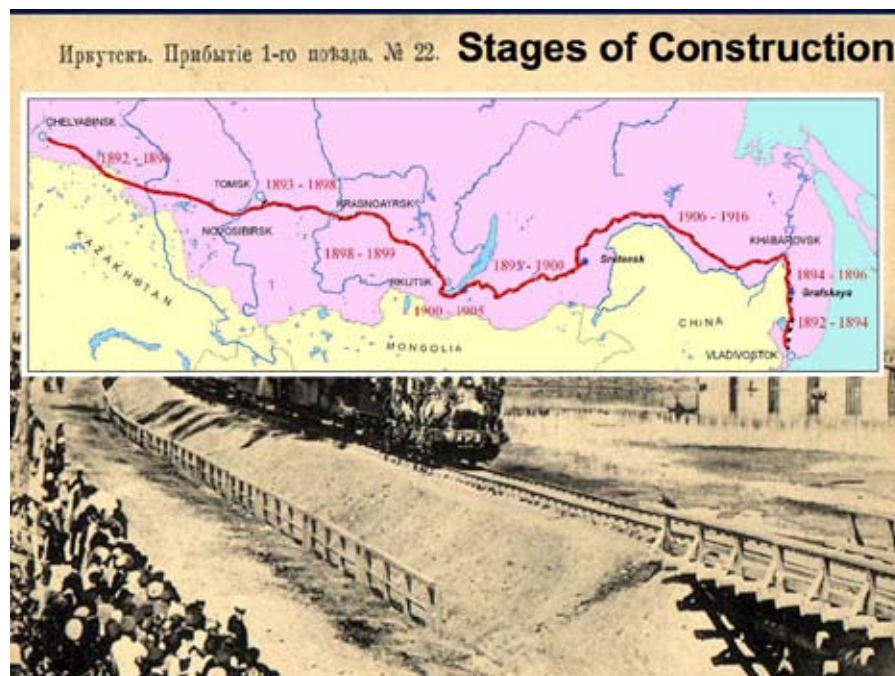 Иркутскъ. Прибытіе 1-го поѣзда. № 22.
Stages of Construction
CHELYABINSK
1892 - 1896
TOMSK
1893 - 1898
KRASNOAYRSK
1906 - 1916
NOVOSIBIRSK
KHABAROVSK
KAZAKHSTAN
1898 - 1899
1895 - 1900
Sretensk
1894 - 1896
IRKUTSK
Grafskaya
1900 - 1905
CHINA
1892 - 1894
MONGOLIA
VLADIVOSTOK